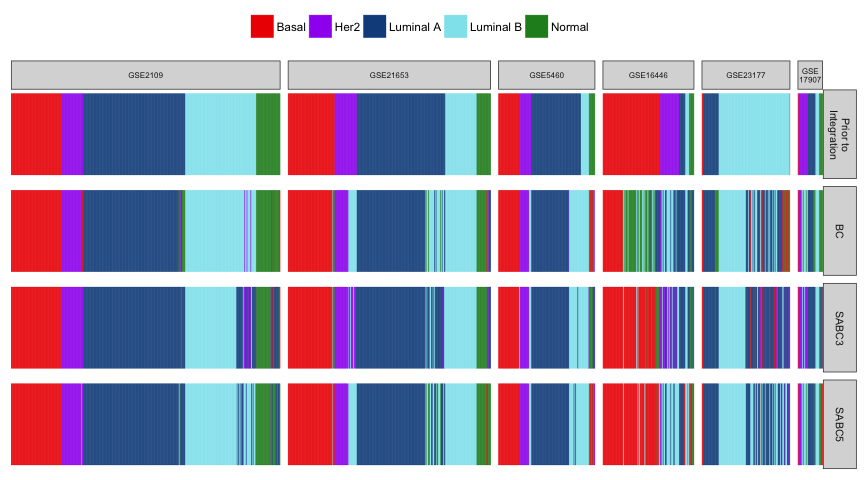 Basal Her2 Luminal A Luminal B Normal
GSE2109 GSE21653 GSE5460 GSE16446 GSE23177 GSE
17907
Prior to
Integration
BC
SABC3
SABC5